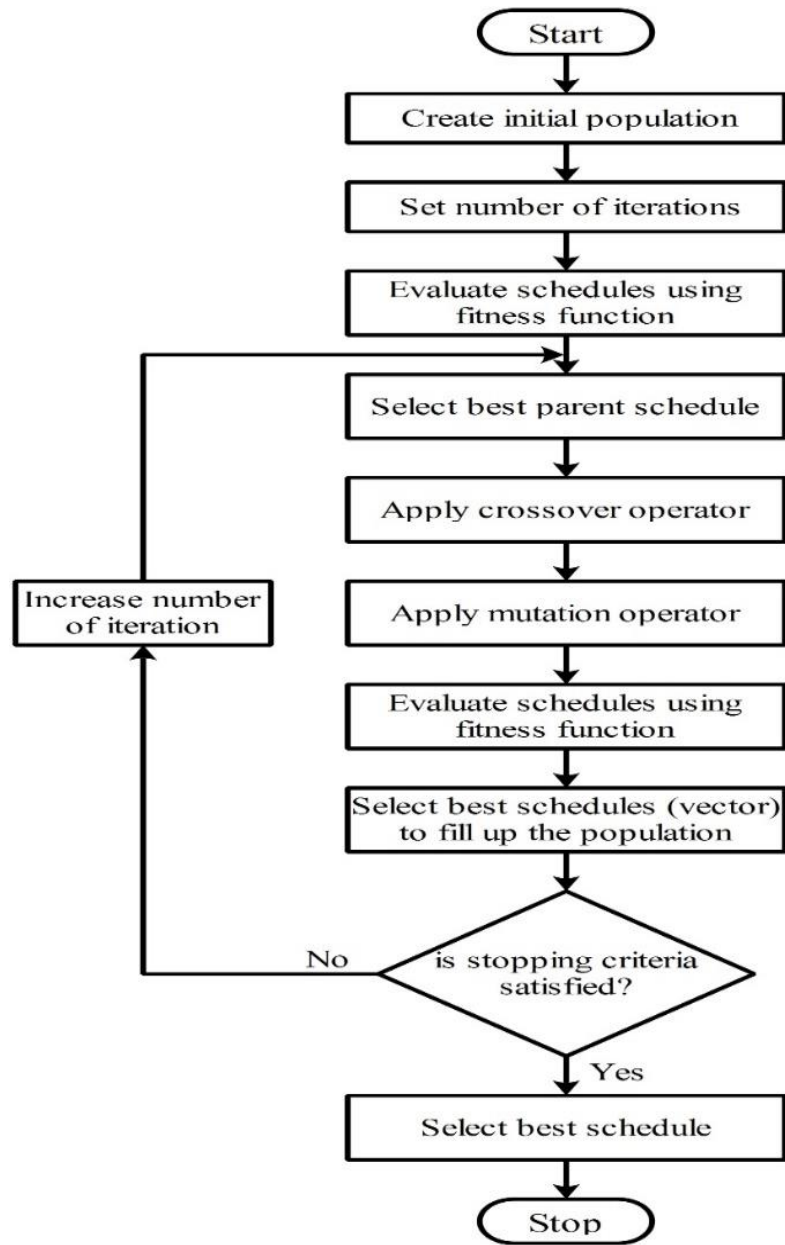 Start
Create initial population
Set number of iterations
Evaluate schedules using
fitness function
Select best parent schedule
Apply crossover operator
Increase number
of iteration
Apply mutation operator
Evaluate schedules using
fitness function
Select best schedules (vector)
to fill up the population
No
is stopping criteria
satisfied?
Yes
Select best schedule
Stop